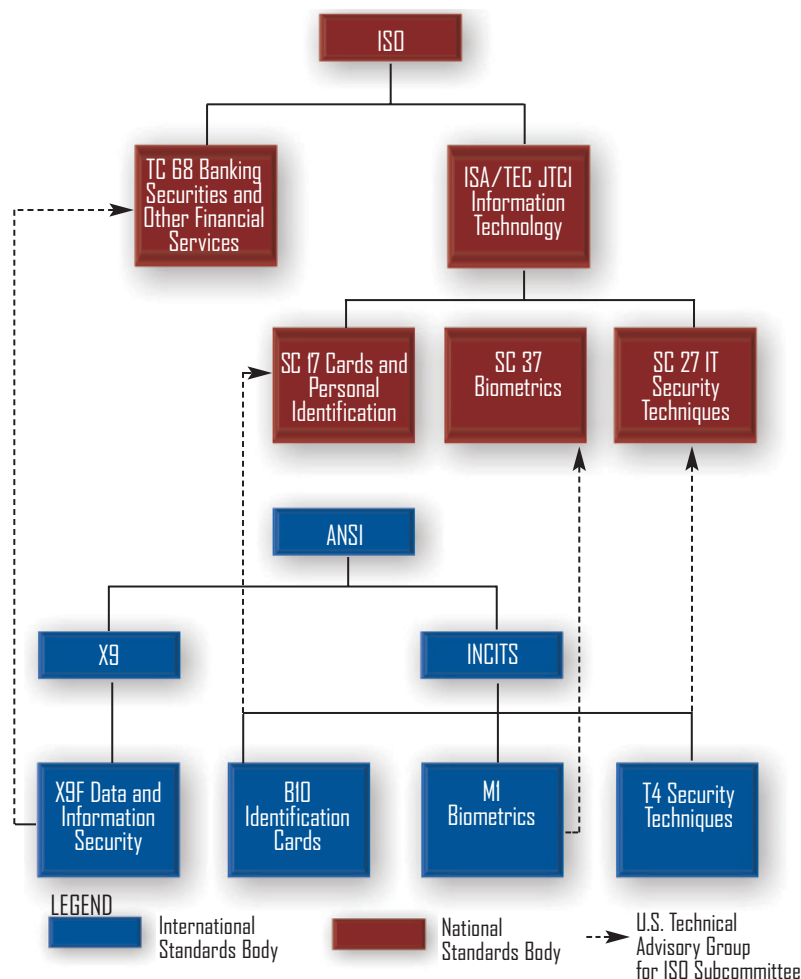 ISO
TC 68 Banking
Securities and
Other Financial
Services
ISA/TEC JTCI
Information
Technology
SC 17 Cards and
Personal
Identification
SC 37
Biometrics
SC 27 IT
Security
Techniques
ANSI
X9
INCITS
X9F Data and
Information
Security
B10
Identification
Cards
M1
Biometrics
T4 Security
Techniques
LEGEND
International
Standards Body
National
Standards Body
U.S. Technical
Advisory Group
for ISO Subcommittee